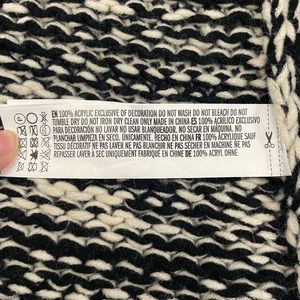 EN 100% ACRYLIC EXCLUSIVE OF DECORATION DO NOT WASH DO NOT BLEACH DO NOT
TUMBLE DRY DO NOT IRON DRY CLEAN ONLY MADE IN CHINA ES 100% ACRÍLICO EXCLUSIVO
PARA DECORACIÓN NO LAVAR NO USAR BLANQUEADOR. NO SECAR EN MÁQUINA. NO
PLANCHAR LIMPIEZA EN SECO, ÚNICAMENTE. HECHO EN CHINA FR 100% ACRYLIQUE SAUF
TISSU DÉCORATIF NE PAS LAVER NE PAS BLANCHIR NE PAS SÉCHER EN MACHINE NE PAS
REPASSER LAVER À SEC UNIQUEMENT FABRIQUÉ EN CHINE DE 100% ACRYL OHNE